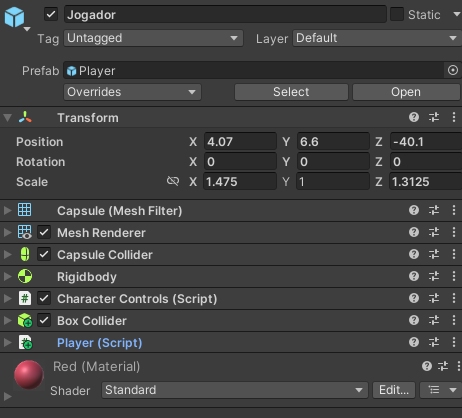 Jogador Static
Tag Untagged Layer Default
Prefab Player
Overrides Select Open
Transform
Position X 4.07 Y 6.6 Z -40.1
Rotation X 0 Y 0 Z 0
Scale X 1.475 Y 1 Z 1.3125
Capsule (Mesh Filter)
Mesh Renderer
Capsule Collider
Rigidbody
Character Controls (Script)
Box Collider
Player (Script)
Red (Material)
Shader Standard Edit...